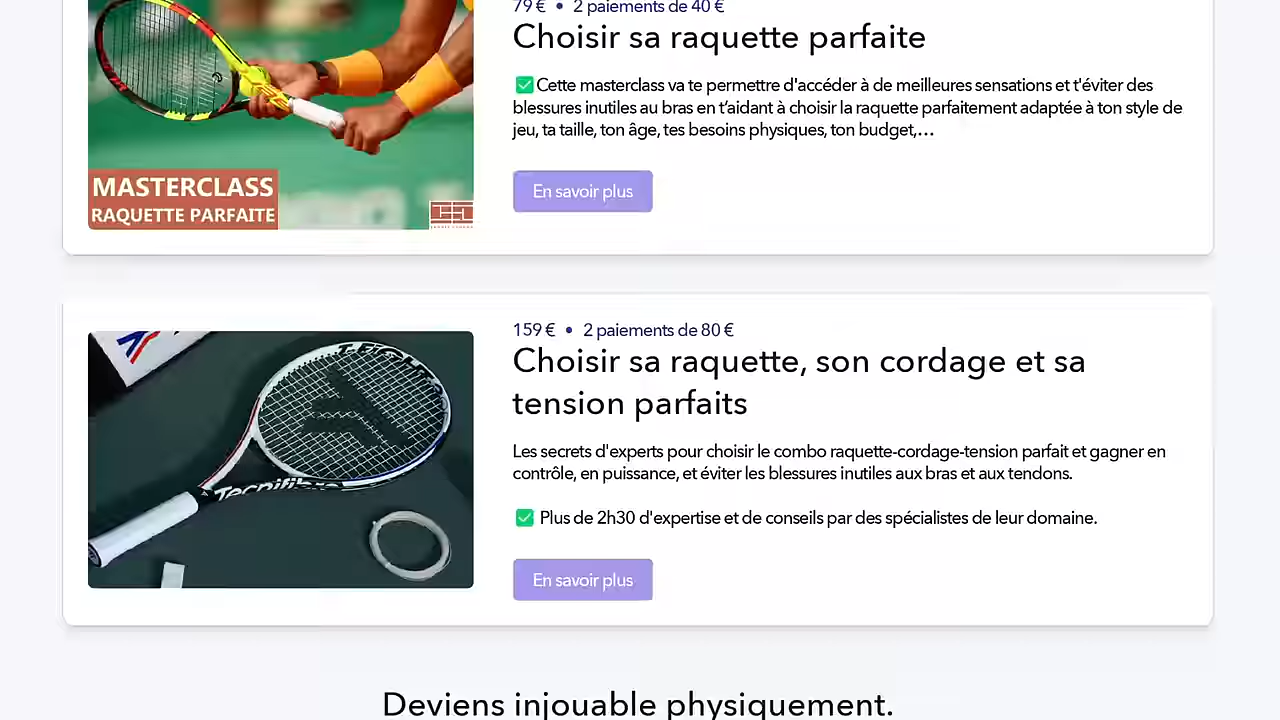 79 € • 2 paiements de 40 €
Choisir sa raquette parfaite
✅Cette masterclass va te permettre d'accéder à de meilleures sensations et t'éviter des
blessures inutiles au bras en t‘aidant à choisir la raquette parfaitement adaptée à ton style de
jeu, ta taille, ton âge, tes besoins physiques, ton budget,…
En savoir plus
MASTERCLASS
RAQUETTE PARFAITE
159 € • 2 paiements de 80 €
Choisir sa raquette, son cordage et sa
tension parfaits
Les secrets d'experts pour choisir le combo raquette-cordage-tension parfait et gagner en
contrôle, en puissance, et éviter les blessures inutiles aux bras et aux tendons.
✅ Plus de 2h30 d'expertise et de conseils par des spécialistes de leur domaine.
En savoir plus
Tecnifibre
Deviens injouable physiquement.